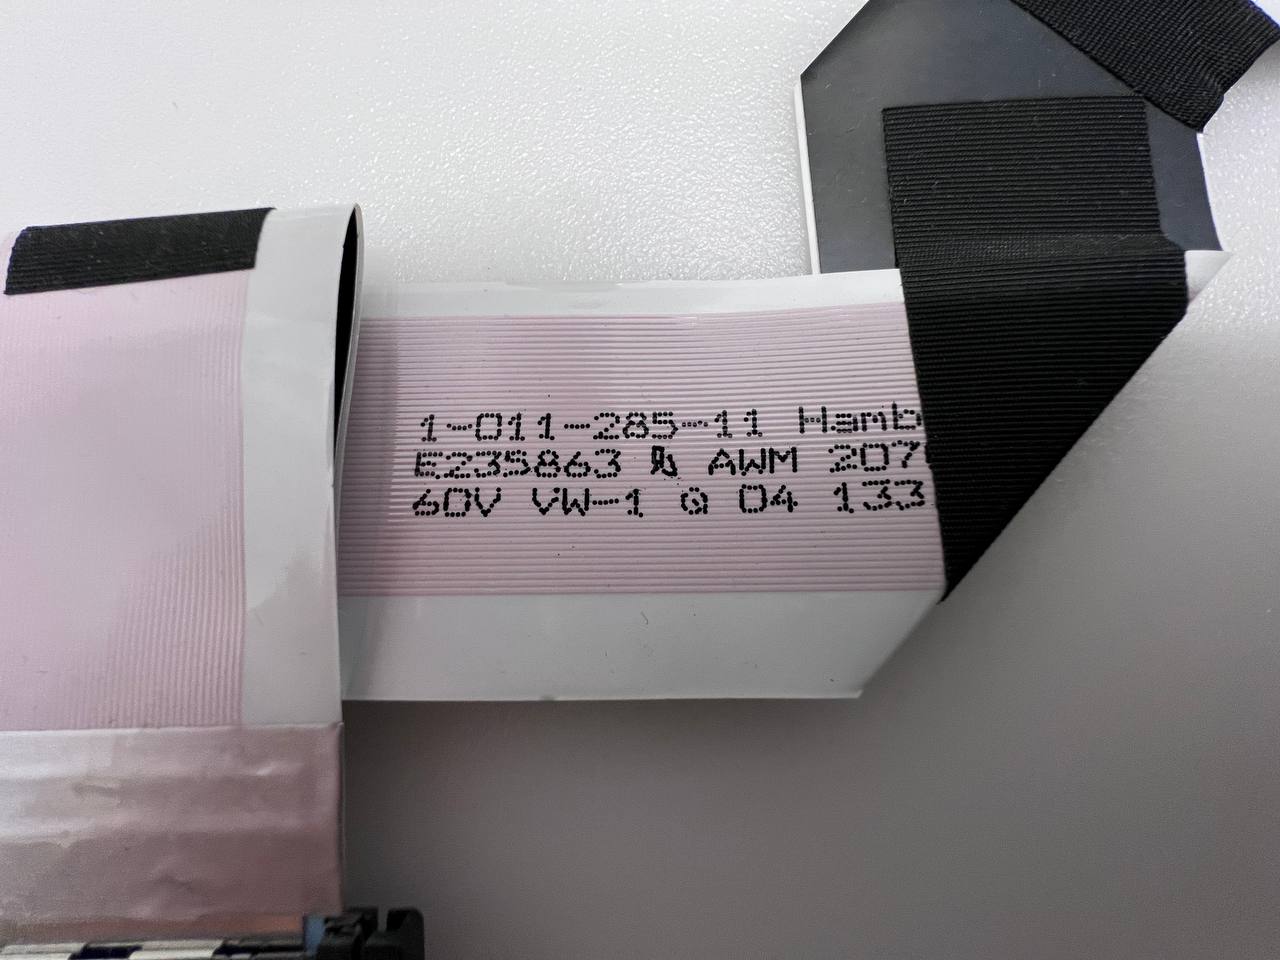 1-011-285-11 Hamb
E235863 AWM 207
60V VW-1 04 133